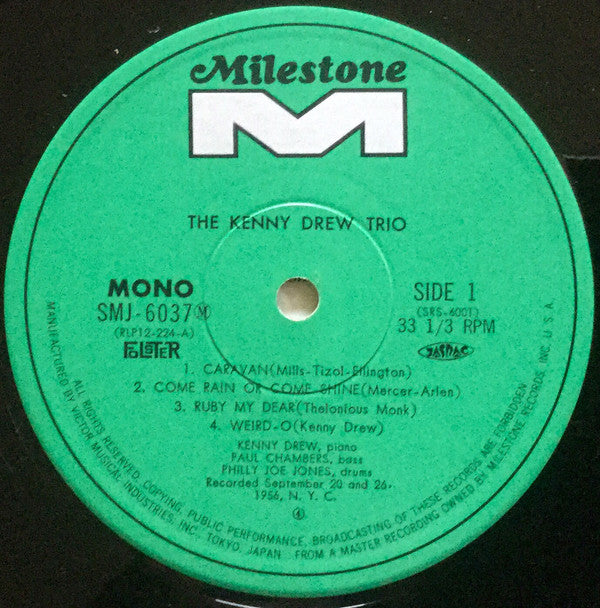 Milestone
M
THE KENNY DREW TRIO
MONO
SMJ-6037Ⓜ
(RLP12-224-A)
SIDE 1
(SRS-6001)
33 1/3 RPM
JASRAC
1. CARAVAN(Mills-Tizol-Ellington)
2. COME RAIN OR COME SHINE(Mercer-Arlen)
3. RUBY MY DEAR(Thelonious Monk)
4. WEIRD-O(Kenny Drew)
KENNY DREW, piano
PAUL CHAMBERS, bass
PHILLY JOE JONES, drums
Recorded September 20 and 26,
1956, N. Y. C.
④
MANUFACTURED BY VICTOR MUSICAL INDUSTRIES, INC. TOKYO, JAPAN FROM A MASTER RECORDING OWNED BY MILESTONE RECORDS, INC. U. S. A.
ALL RIGHTS RESERVED. COPYING, PUBLIC PERFORMANCE, BROADCASTING OF THESE RECORDS ARE FORBIDDEN